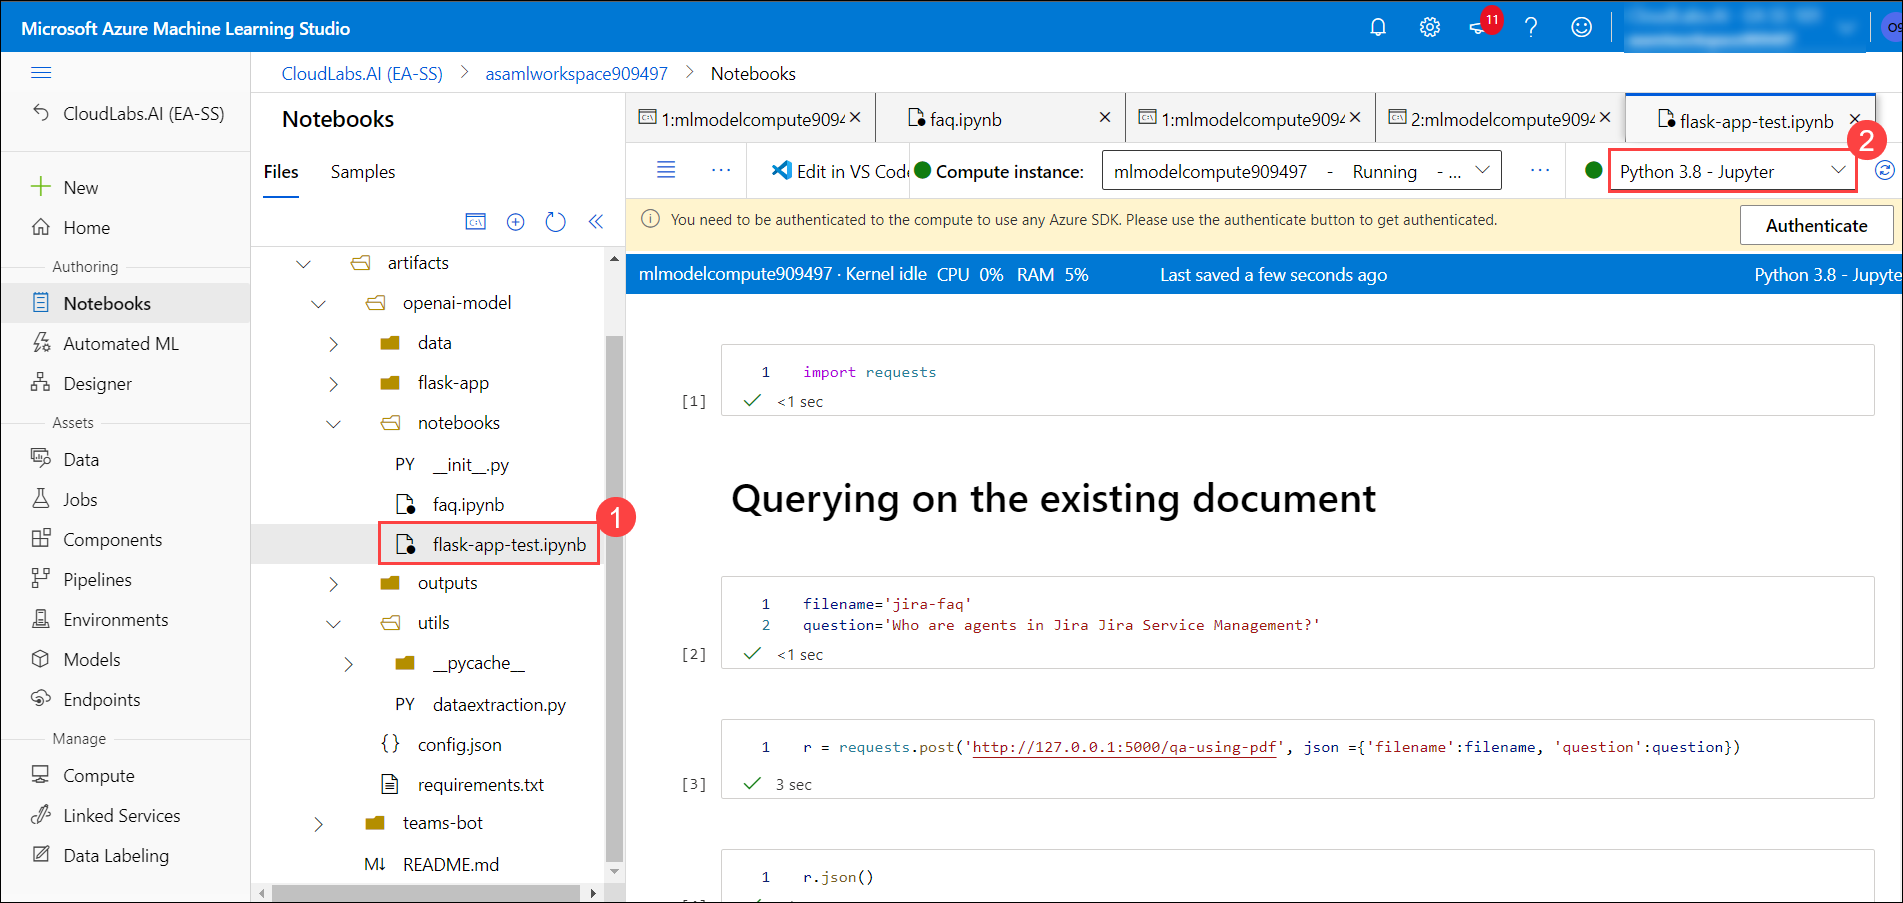 Microsoft Azure Machine Learning Studio
11
CloudLabs.AI (EA-SS)
New
Home
Authoring
Notebooks
Automated ML
Designer
Assets
Data
Jobs
Components
Pipelines
Environments
Models
Endpoints
Manage
Compute
Linked Services
Data Labeling
CloudLabs.AI (EA-SS) > asamlworkspace909497 > Notebooks
Notebooks
Files Samples
artifacts
openai-model
data
flask-app
notebooks
PY __init__.py
faq.ipynb
flask-app-test.ipynb
1
outputs
utils
__pycache__
PY dataextraction.py
{} config.json
requirements.txt
teams-bot
M↓ README.md
1:mlmodelcompute9094 faq.ipynb 1:mlmodelcompute9094 2:mlmodelcompute9094 flask-app-test.ipynb
2
... Edit in VS Code Compute instance: mlmodelcompute909497 - Running - ... ... Python 3.8 - Jupyter
You need to be authenticated to the compute to use any Azure SDK. Please use the authenticate button to get authenticated.
Authenticate
mlmodelcompute909497 · Kernel idle CPU 0% RAM 5% Last saved a few seconds ago Python 3.8 - Jupyte
1 import requests
[1] <1 sec
Querying on the existing document
1 filename='jira-faq'
2 question='Who are agents in Jira Jira Service Management?'
[2] <1 sec
1 r = requests.post('http://127.0.0.1:5000/qa-using-pdf', json ={'filename':filename, 'question':question})
[3] 3 sec
1 r.json()